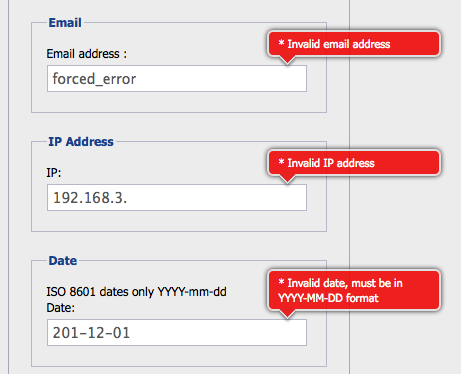 Email
* Invalid email address
Email address :
forced_error
IP Address
* Invalid IP address
IP:
192.168.3.
Date
* Invalid date, must be in
YYYY-MM-DD format
ISO 8601 dates only YYYY-mm-dd
Date:
201-12-01